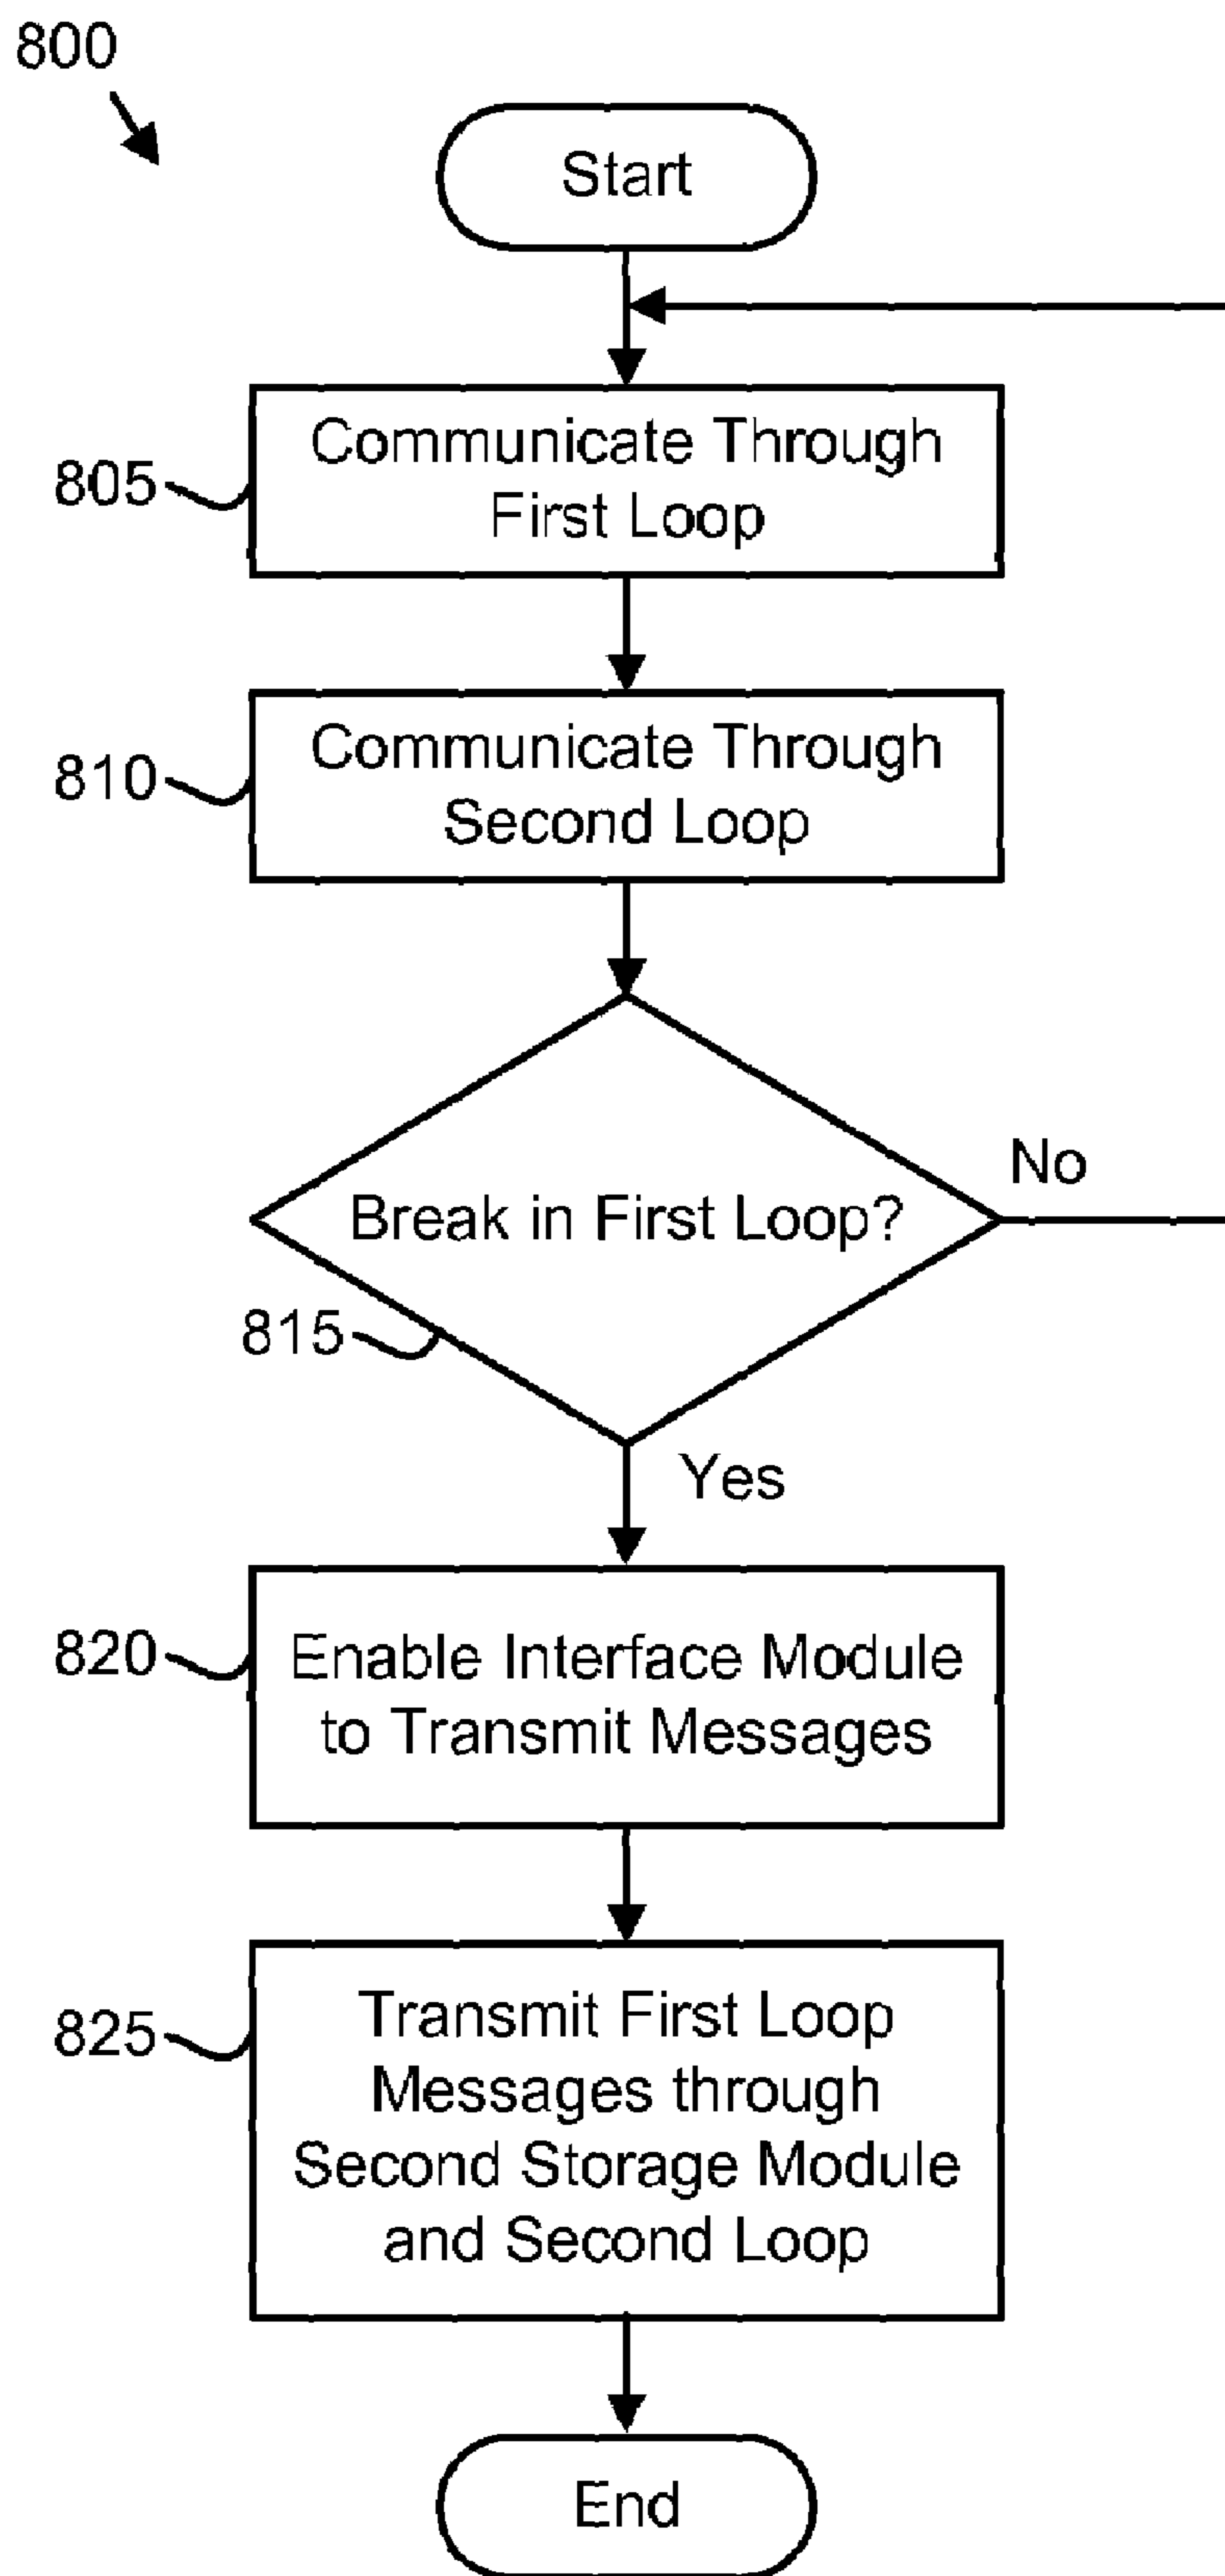 800
Start
805
Communicate Through
First Loop
810
Communicate Through
Second Loop
Break in First Loop?
No
815
Yes
820
Enable Interface Module
to Transmit Messages
825
Transmit First Loop
Messages through
Second Storage Module
and Second Loop
End